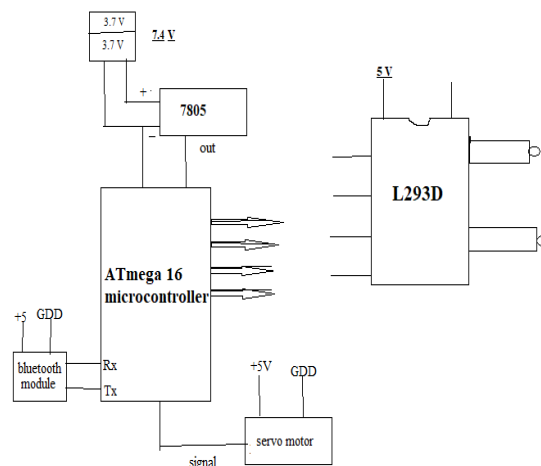 3.7 V
3.7 V
7.4 V
+
7805
−
out
5 V
L293D
ATmega 16
microcontroller
+5
GDD
bluetooth
module
Rx
Tx
+5V
GDD
servo motor
signal